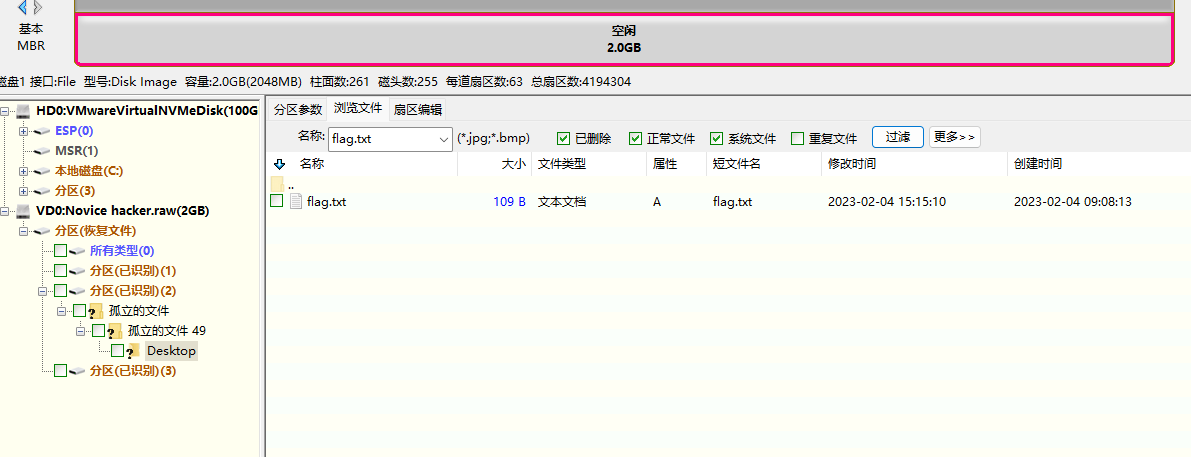 基本
MBR
空闲
2.0GB
磁盘1 接口:File 型号:Disk Image 容量:2.0GB(2048MB) 柱面数:261 磁头数:255 每道扇区数:63 总扇区数:4194304
HD0:VMwareVirtualNVMeDisk(100G
ESP(0)
MSR(1)
本地磁盘(C:)
分区(3)
VD0:Novice hacker.raw(2GB)
分区(恢复文件)
所有类型(0)
分区(已识别)(1)
分区(已识别)(2)
孤立的文件
孤立的文件 49
Desktop
分区(已识别)(3)
分区参数 浏览文件 扇区编辑
名称: flag.txt (*.jpg;*.bmp) 已删除 正常文件 系统文件 重复文件 过滤 更多>>
名称 大小 文件类型 属性 短文件名 修改时间 创建时间
..
flag.txt 109 B 文本文档 A flag.txt 2023-02-04 15:15:10 2023-02-04 09:08:13